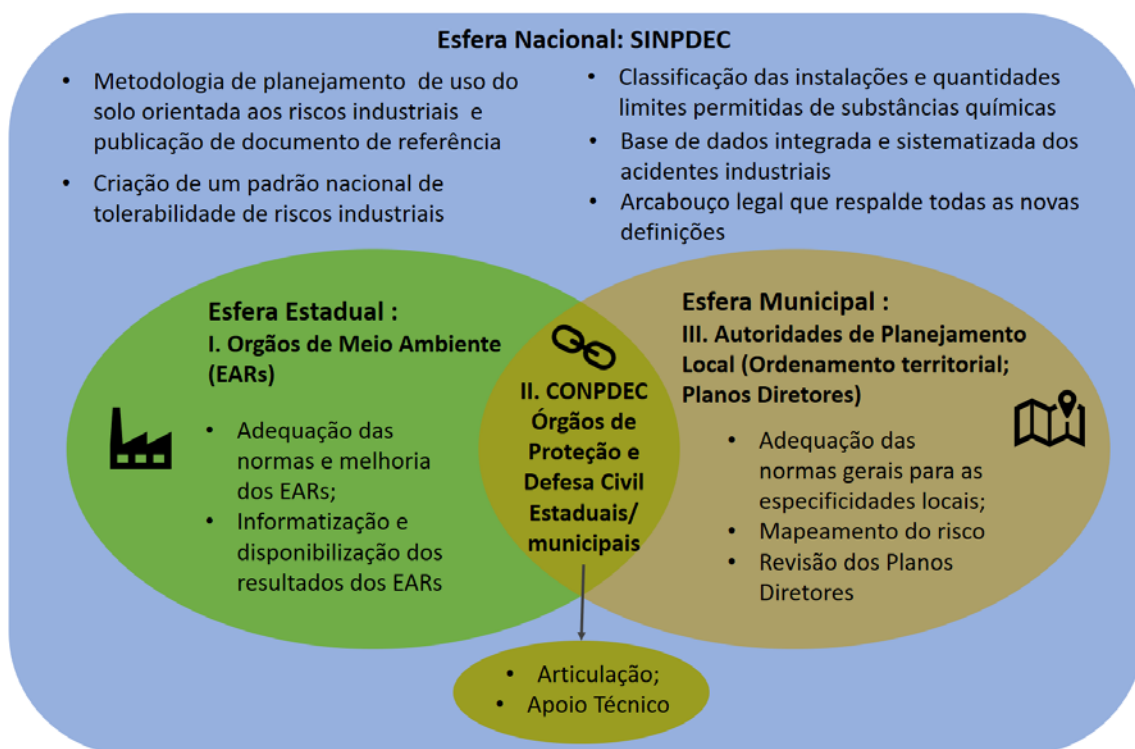 Esfera Nacional: SINPDEC
• Metodologia de planejamento de uso do
solo orientada aos riscos industriais e
publicação de documento de referência
• Criação de um padrão nacional de
tolerabilidade de riscos industriais
• Classificação das instalações e quantidades
limites permitidas de substâncias químicas
• Base de dados integrada e sistematizada dos
acidentes industriais
• Arcabouço legal que respalde todas as novas
definições
Esfera Estadual :
I. Orgãos de Meio Ambiente
(EARs)
• Adequação das
normas e melhoria
dos EARs;
• Informatização e
disponibilização dos
resultados dos EARs
II. CONPDEC
Órgãos de
Proteção e
Defesa Civil
Estaduais/
municipais
Esfera Municipal :
III. Autoridades de Planejamento
Local (Ordenamento territorial;
Planos Diretores)
• Adequação das
normas gerais para as
especificidades locais;
• Mapeamento do risco
• Revisão dos Planos
Diretores
• Articulação;
• Apoio Técnico